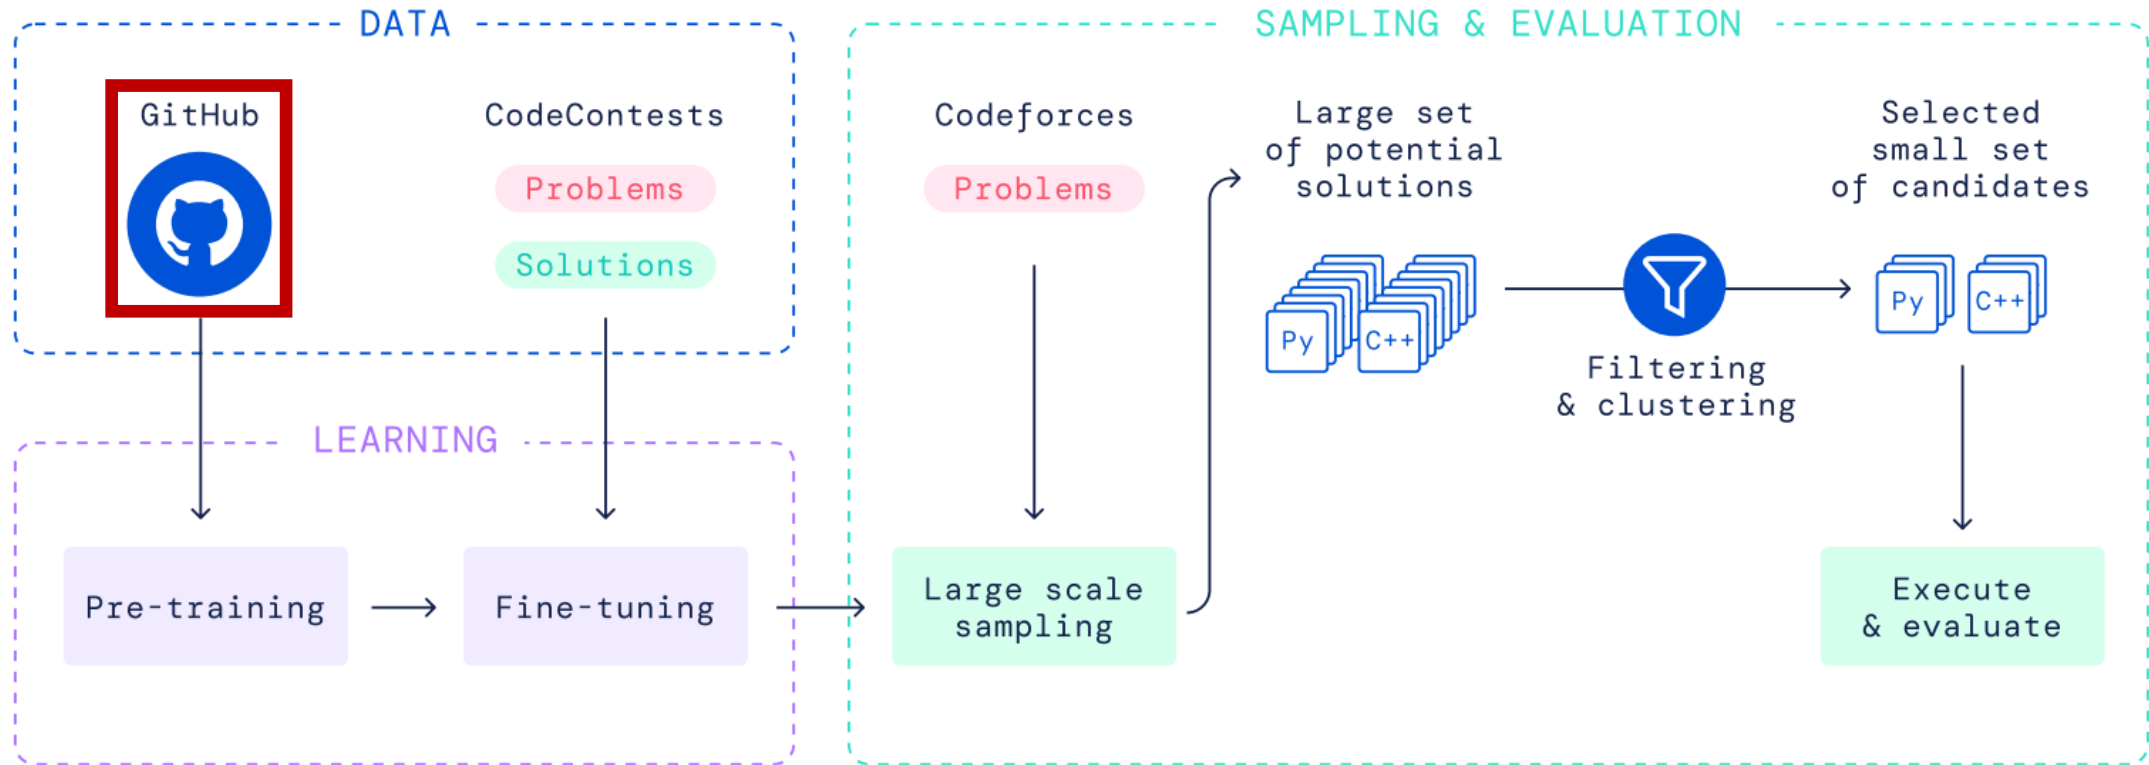 DATA
GitHub
CodeContests
Problems
Solutions
LEARNING
Pre-training
Fine-tuning
SAMPLING & EVALUATION
Codeforces
Problems
Large scale
sampling
Large set
of potential
solutions
Py
C++
Filtering
& clustering
Selected
small set
of candidates
Py
C++
Execute
& evaluate